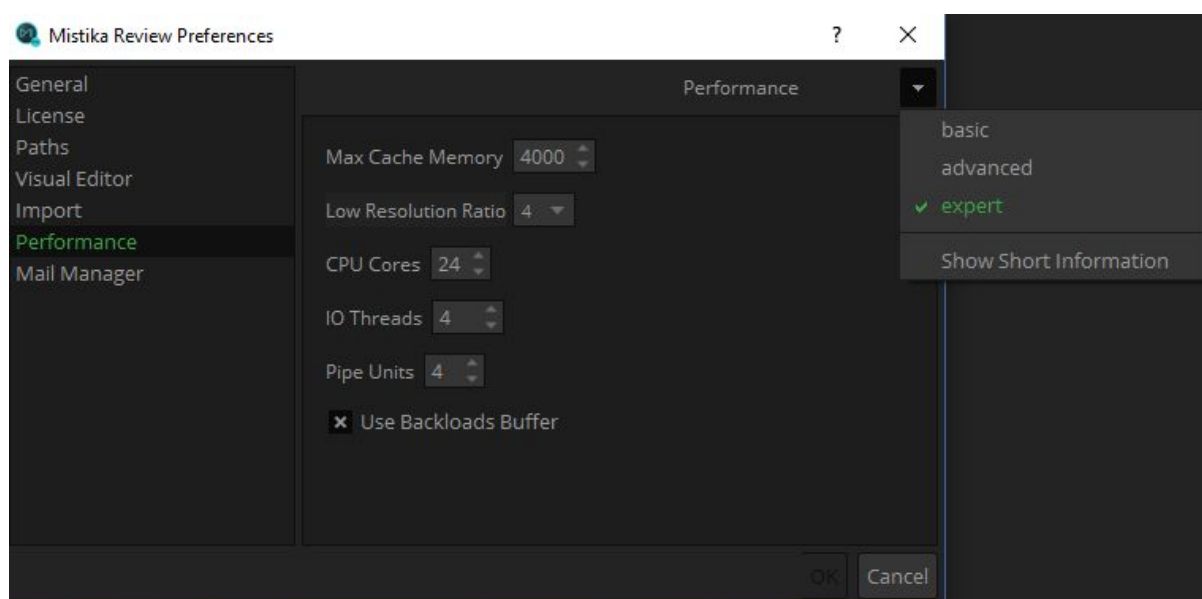 Mistika Review Preferences ?
General
License
Paths
Visual Editor
Import
Performance
Mail Manager
Performance
Max Cache Memory 4000
Low Resolution Ratio 4
CPU Cores 24
IO Threads 4
Pipe Units 4
Use Backloads Buffer
basic
advanced
expert
Show Short Information
OK Cancel